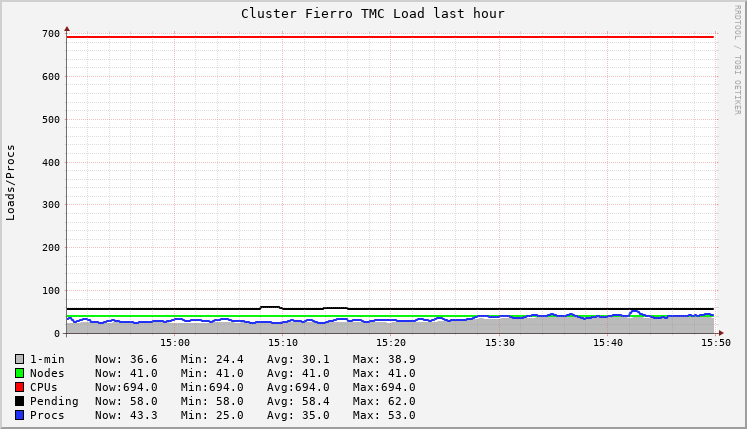 Cluster Fierro TMC Load last hour
RRDTOOL / TOBI OETIKER
Loads/Procs
700
600
500
400
300
200
100
0
15:00 15:10 15:20 15:30 15:40 15:50
1-min Now: 36.6 Min: 24.4 Avg: 30.1 Max: 38.9
Nodes Now: 41.0 Min: 41.0 Avg: 41.0 Max: 41.0
CPUs Now:694.0 Min:694.0 Avg:694.0 Max:694.0
Pending Now: 58.0 Min: 58.0 Avg: 58.4 Max: 62.0
Procs Now: 43.3 Min: 25.0 Avg: 35.0 Max: 53.0